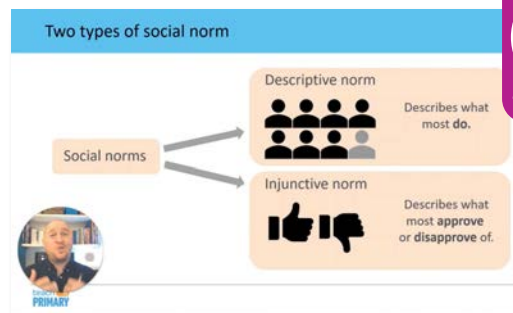 Two types of social norm
Descriptive norm
Describes what
most do.
Social norms
Injunctive norm
Describes what
most approve
or disapprove of.
teach
PRIMARY